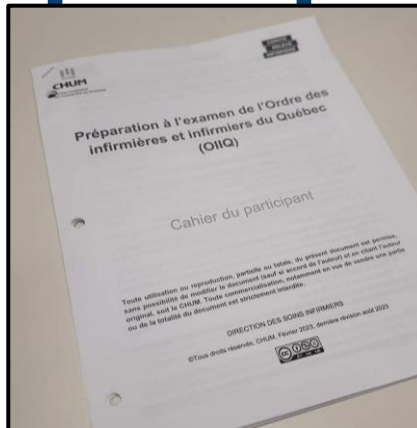 CHUM
Préparation à l'examen de l'Ordre des
infirmières et infirmiers du Québec
(OIIQ)
Cahier du participant
Toute utilisation ou reproduction, partielle ou totale, du présent document est permise,
sans possibilité de modifier le document (sauf si accord de l'auteur) et en citant l'auteur
original, soit le CHUM. Toute commercialisation, notamment en vue de vendre une partie
ou de la totalité du document est strictement interdite.
DIRECTION DES SOINS INFIRMIERS
©Tous droits réservés, CHUM, Février 2023, dernière révision août 2023